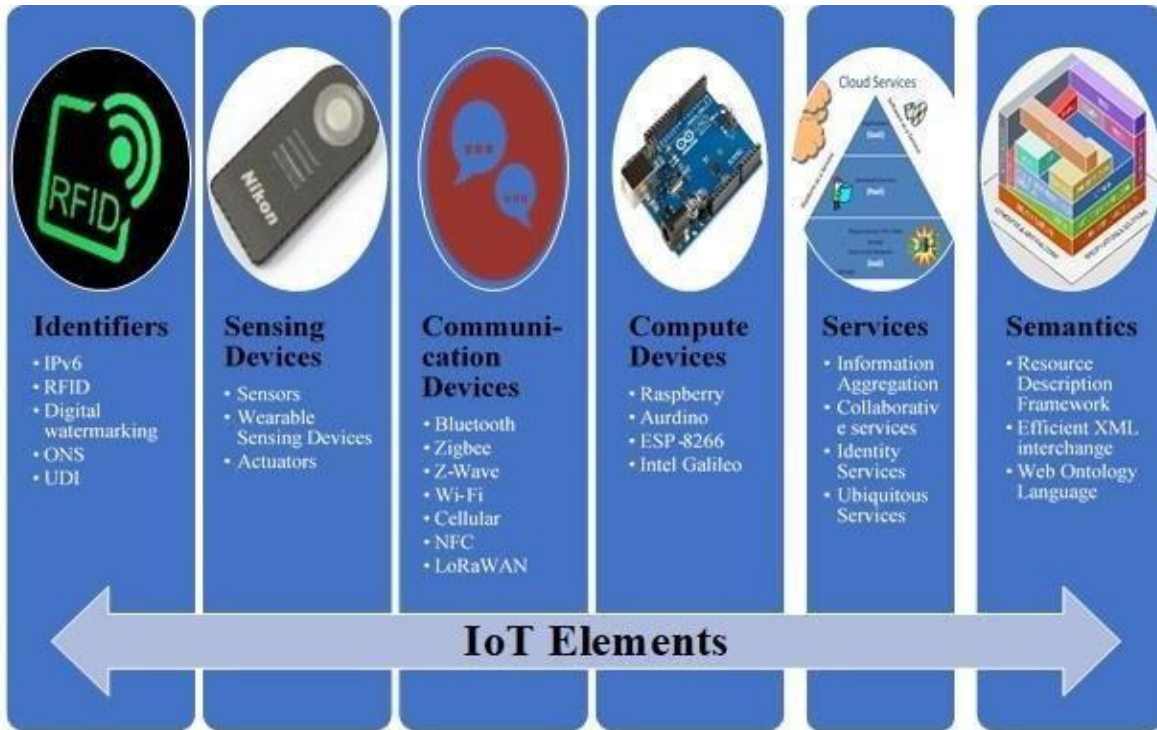 RFID
Nikon
Cloud Services
(SaaS)
(PaaS)
(IaaS)
Identifiers
• IPv6
• RFID
• Digital
watermarking
• ONS
• UDI
Sensing
Devices
• Sensors
• Wearable
Sensing Devices
• Actuators
Communi-
cation
Devices
• Bluetooth
• Zigbee
• Z-Wave
• Wi-Fi
• Cellular
• NFC
• LoRaWAN
Compute
Devices
• Raspberry
• Aurdino
• ESP-8266
• Intel Galileo
Services
• Information
Aggregation
• Collaborativ
e services
• Identity
Services
• Ubiquitous
Services
Semantics
• Resource
Description
Framework
• Efficient XML
interchange
• Web Ontology
Language
IoT Elements